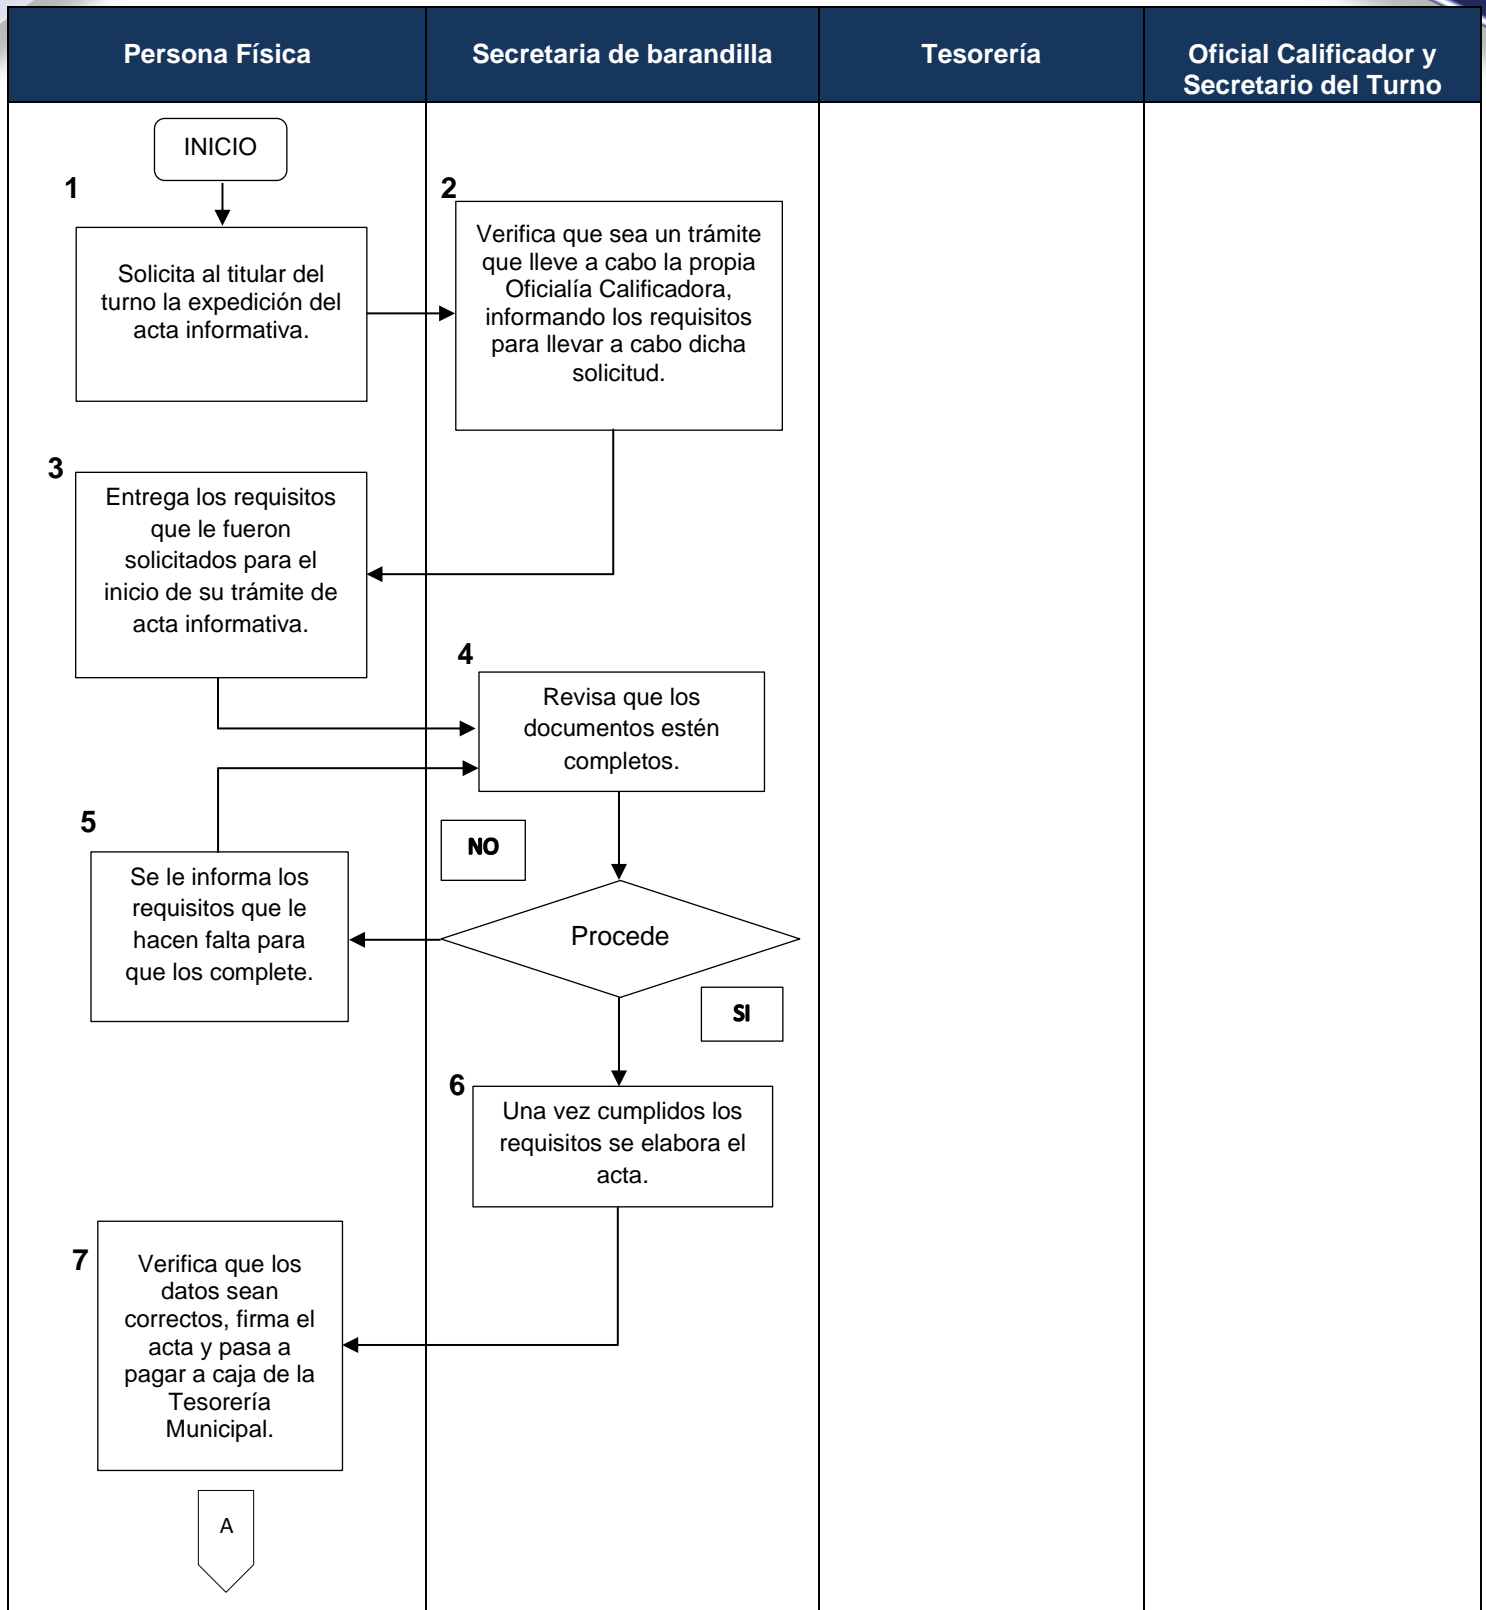 Persona Física
Secretaria de barandilla
Tesorería
Oficial Calificador y
Secretario del Turno
INICIO
1
Solicita al titular del
turno la expedición del
acta informativa.
2
Verifica que sea un trámite
que lleve a cabo la propia
Oficialía Calificadora,
informando los requisitos
para llevar a cabo dicha
solicitud.
3
Entrega los requisitos
que le fueron
solicitados para el
inicio de su trámite de
acta informativa.
4
Revisa que los
documentos estén
completos.
5
Se le informa los
requisitos que le
hacen falta para
que los complete.
NO
Procede
SI
6
Una vez cumplidos los
requisitos se elabora el
acta.
7
Verifica que los
datos sean
correctos, firma el
acta y pasa a
pagar a caja de la
Tesorería
Municipal.
A